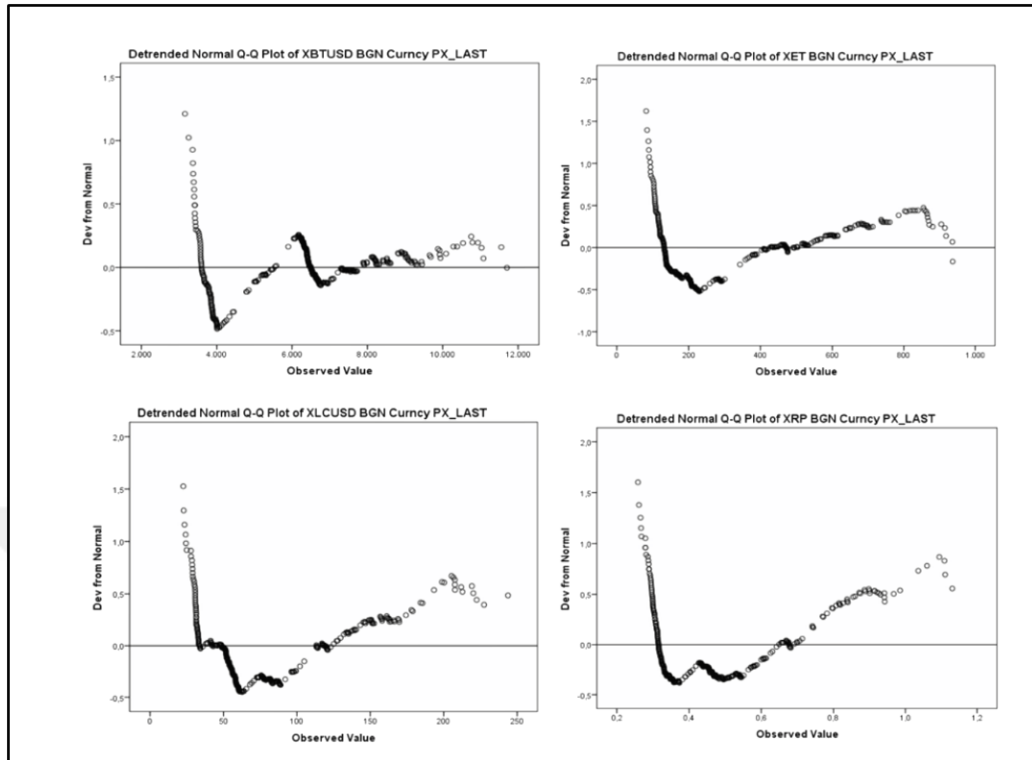 Detrended Normal Q-Q Plot of XBTUSD BGN Curncy PX_LAST
1,5
1,0
0,5
0,0
-0,5
Dev from Normal
2.000 4.000 6.000 8.000 10.000 12.000
Observed Value
Detrended Normal Q-Q Plot of XET BGN Curncy PX_LAST
2,0
1,5
1,0
0,5
0,0
-0,5
-1,0
Dev from Normal
0 200 400 600 800 1.000
Observed Value
Detrended Normal Q-Q Plot of XLCUSD BGN Curncy PX_LAST
2,0
1,5
1,0
0,5
0,0
-0,5
Dev from Normal
0 50 100 150 200 250
Observed Value
Detrended Normal Q-Q Plot of XRP BGN Curncy PX_LAST
2,0
1,5
1,0
0,5
0,0
-0,5
Dev from Normal
0,2 0,4 0,6 0,8 1,0 1,2
Observed Value